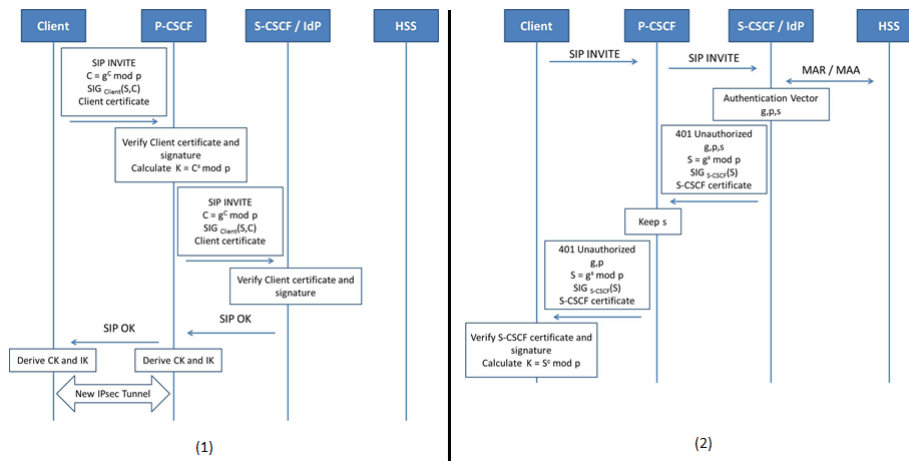 Client
P-CSCF
S-CSCF / IdP
HSS
SIP INVITE
C = g^C mod p
SIG Client(S,C)
Client certificate
Verify Client certificate and
signature
Calculate K = C^s mod p
SIP INVITE
C = g^C mod p
SIG Client(S,C)
Client certificate
Verify Client certificate and
signature
SIP OK
SIP OK
Derive CK and IK
Derive CK and IK
New IPsec Tunnel
(1)
Client
P-CSCF
S-CSCF / IdP
HSS
SIP INVITE
SIP INVITE
MAR / MAA
Authentication Vector
g,p,s
401 Unauthorized
g,p,s
S = g^s mod p
SIG S-CSCF(S)
S-CSCF certificate
Keep s
401 Unauthorized
g,p
S = g^s mod p
SIG S-CSCF(S)
S-CSCF certificate
Verify S-CSCF certificate and
signature
Calculate K = S^c mod p
(2)